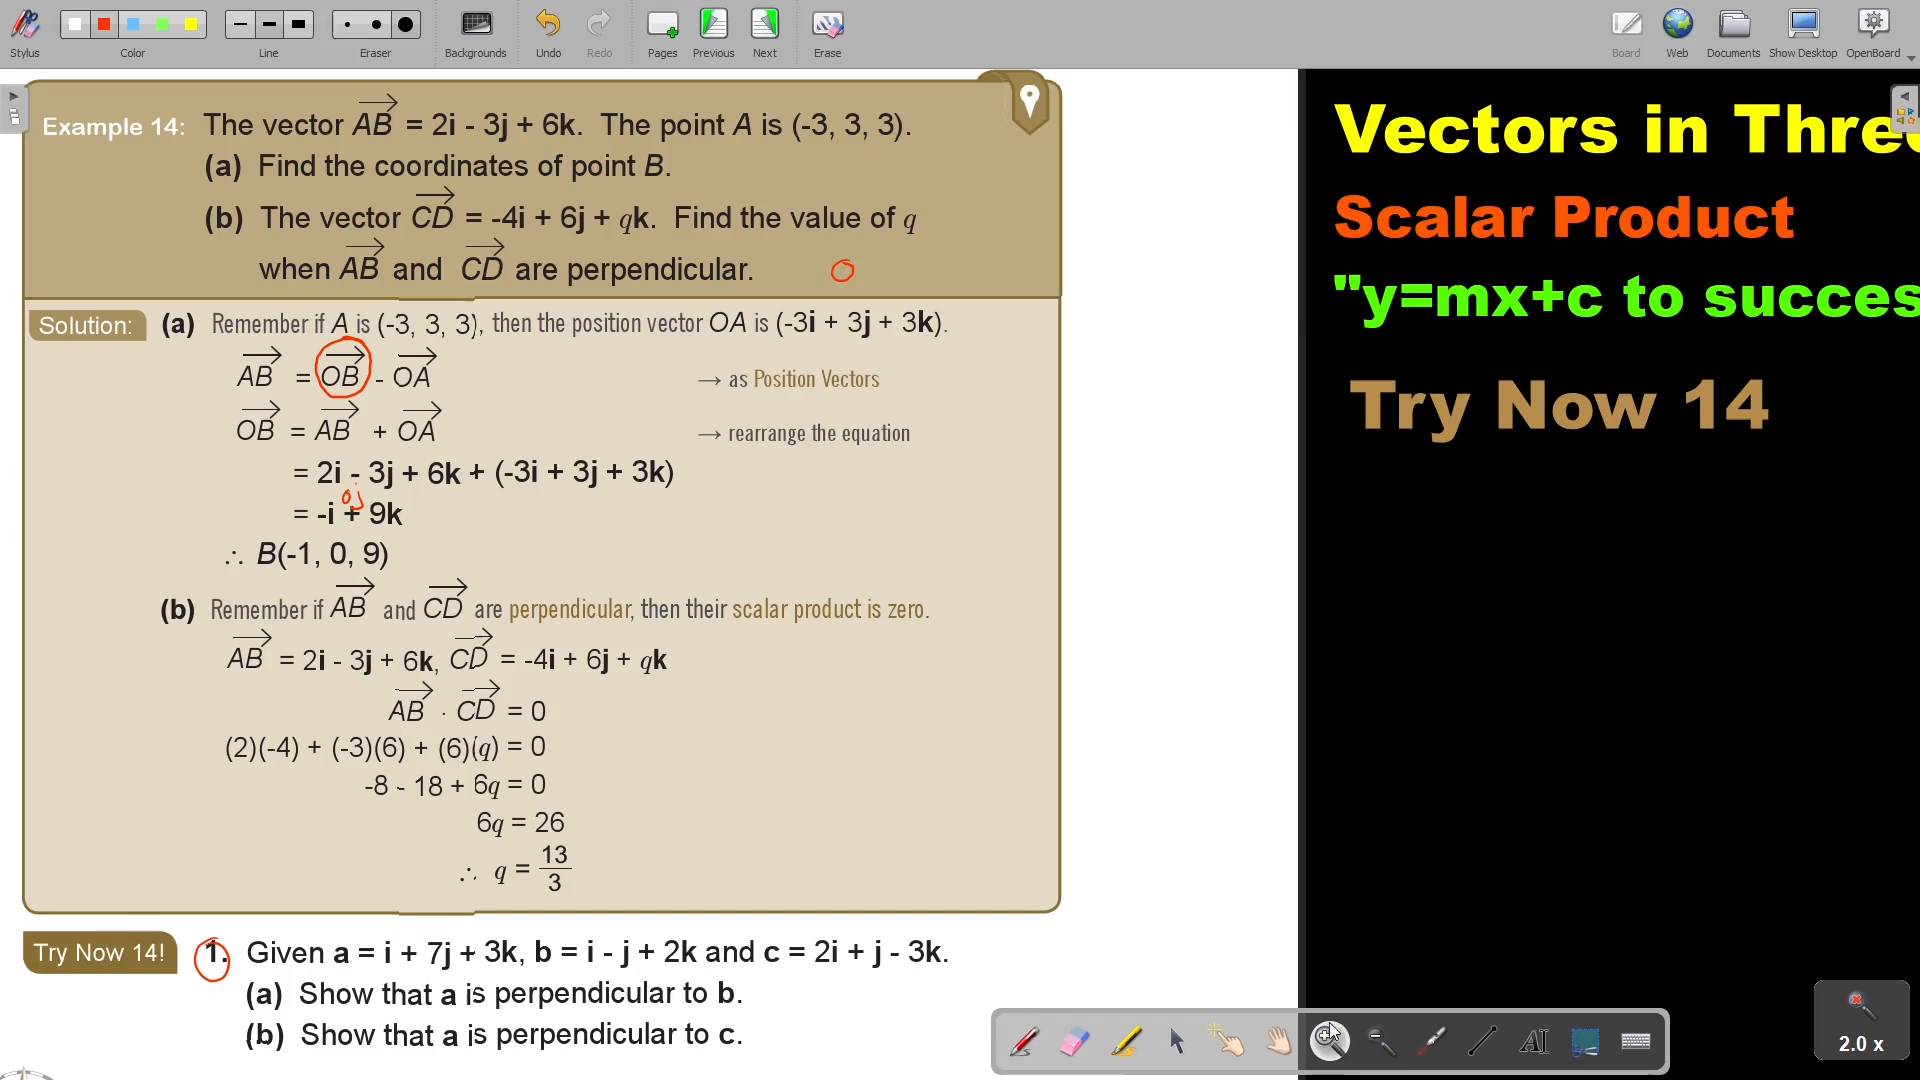 Stylus Color Line Eraser Backgrounds Undo Redo Pages Previous Next Erase Board Web Documents Show Desktop OpenBoard
Example 14: The vector AB = 2i - 3j + 6k. The point A is (-3, 3, 3).
(a) Find the coordinates of point B.
(b) The vector CD = -4i + 6j + qk. Find the value of q
when AB and CD are perpendicular.
Solution: (a) Remember if A is (-3, 3, 3), then the position vector OA is (-3i + 3j + 3k).
AB = OB - OA → as Position Vectors
OB = AB + OA → rearrange the equation
= 2i - 3j + 6k + (-3i + 3j + 3k)
0j
= -i + 9k
∴ B(-1, 0, 9)
(b) Remember if AB and CD are perpendicular, then their scalar product is zero.
AB = 2i - 3j + 6k, CD = -4i + 6j + qk
AB · CD = 0
(2)(-4) + (-3)(6) + (6)(q) = 0
-8 - 18 + 6q = 0
6q = 26
∴ q = 13/3
Try Now 14! 1. Given a = i + 7j + 3k, b = i - j + 2k and c = 2i + j - 3k.
(a) Show that a is perpendicular to b.
(b) Show that a is perpendicular to c.
Vectors in Three
Scalar Product
"y=mx+c to succes
Try Now 14
AI
2.0 x